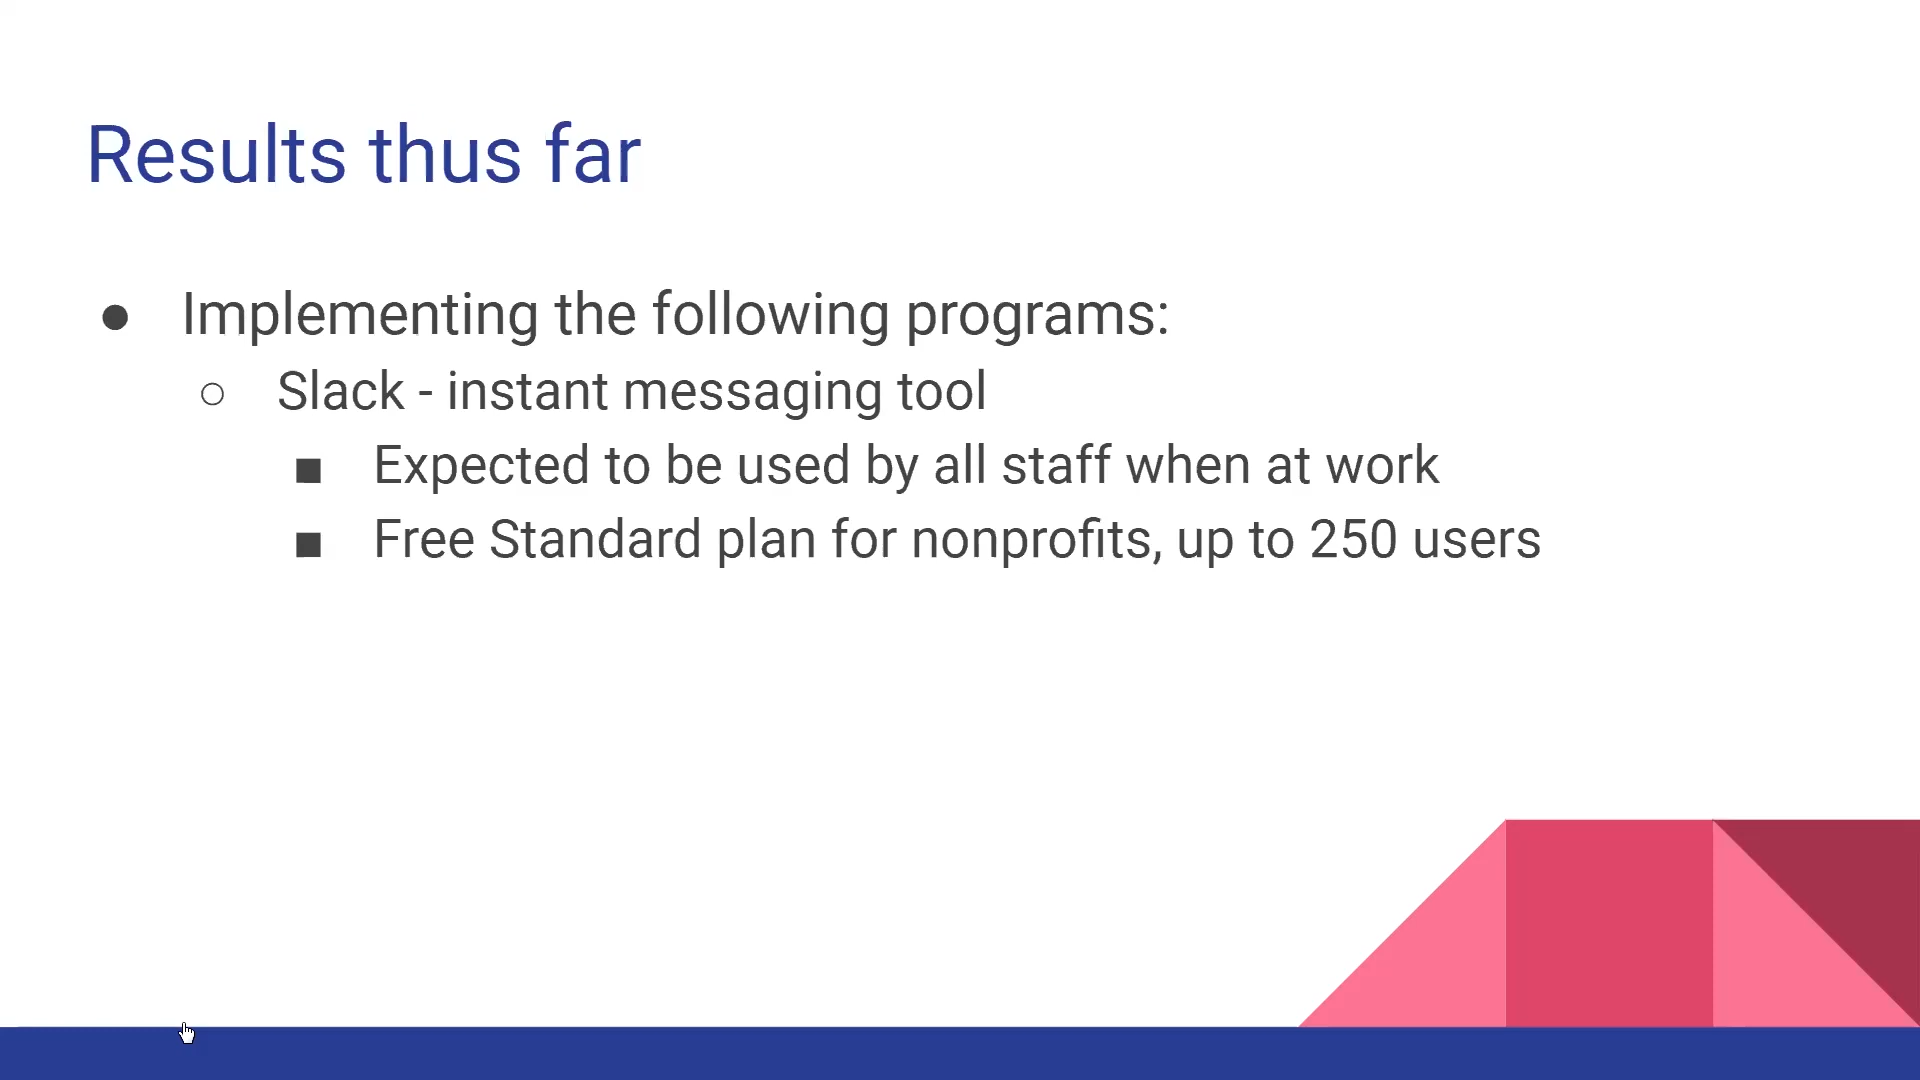 Results thus far
● Implementing the following programs:
○ Slack - instant messaging tool
■ Expected to be used by all staff when at work
■ Free Standard plan for nonprofits, up to 250 users